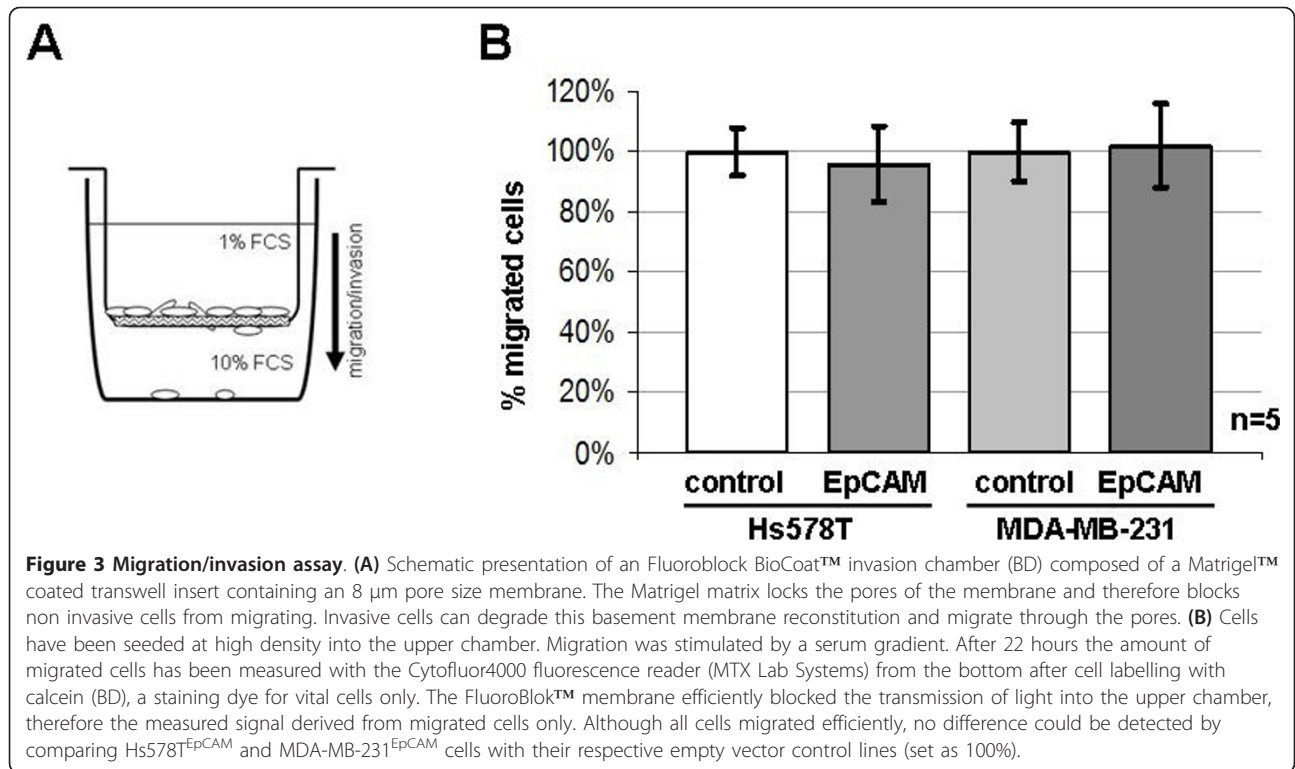 A
1% FCS
10% FCS
migration/invasion
B
% migrated cells
120%
100%
80%
60%
40%
20%
0%
n=5
control EpCAM control EpCAM
Hs578T MDA-MB-231
Figure 3 Migration/invasion assay. (A) Schematic presentation of an Fluoroblock BioCoat™ invasion chamber (BD) composed of a Matrigel™
coated transwell insert containing an 8 μm pore size membrane. The Matrigel matrix locks the pores of the membrane and therefore blocks
non invasive cells from migrating. Invasive cells can degrade this basement membrane reconstitution and migrate through the pores. (B) Cells
have been seeded at high density into the upper chamber. Migration was stimulated by a serum gradient. After 22 hours the amount of
migrated cells has been measured with the Cytofluor4000 fluorescence reader (MTX Lab Systems) from the bottom after cell labelling with
calcein (BD), a staining dye for vital cells only. The FluoroBlok™ membrane efficiently blocked the transmission of light into the upper chamber,
therefore the measured signal derived from migrated cells only. Although all cells migrated efficiently, no difference could be detected by
comparing Hs578T^EpCAM and MDA-MB-231^EpCAM cells with their respective empty vector control lines (set as 100%).